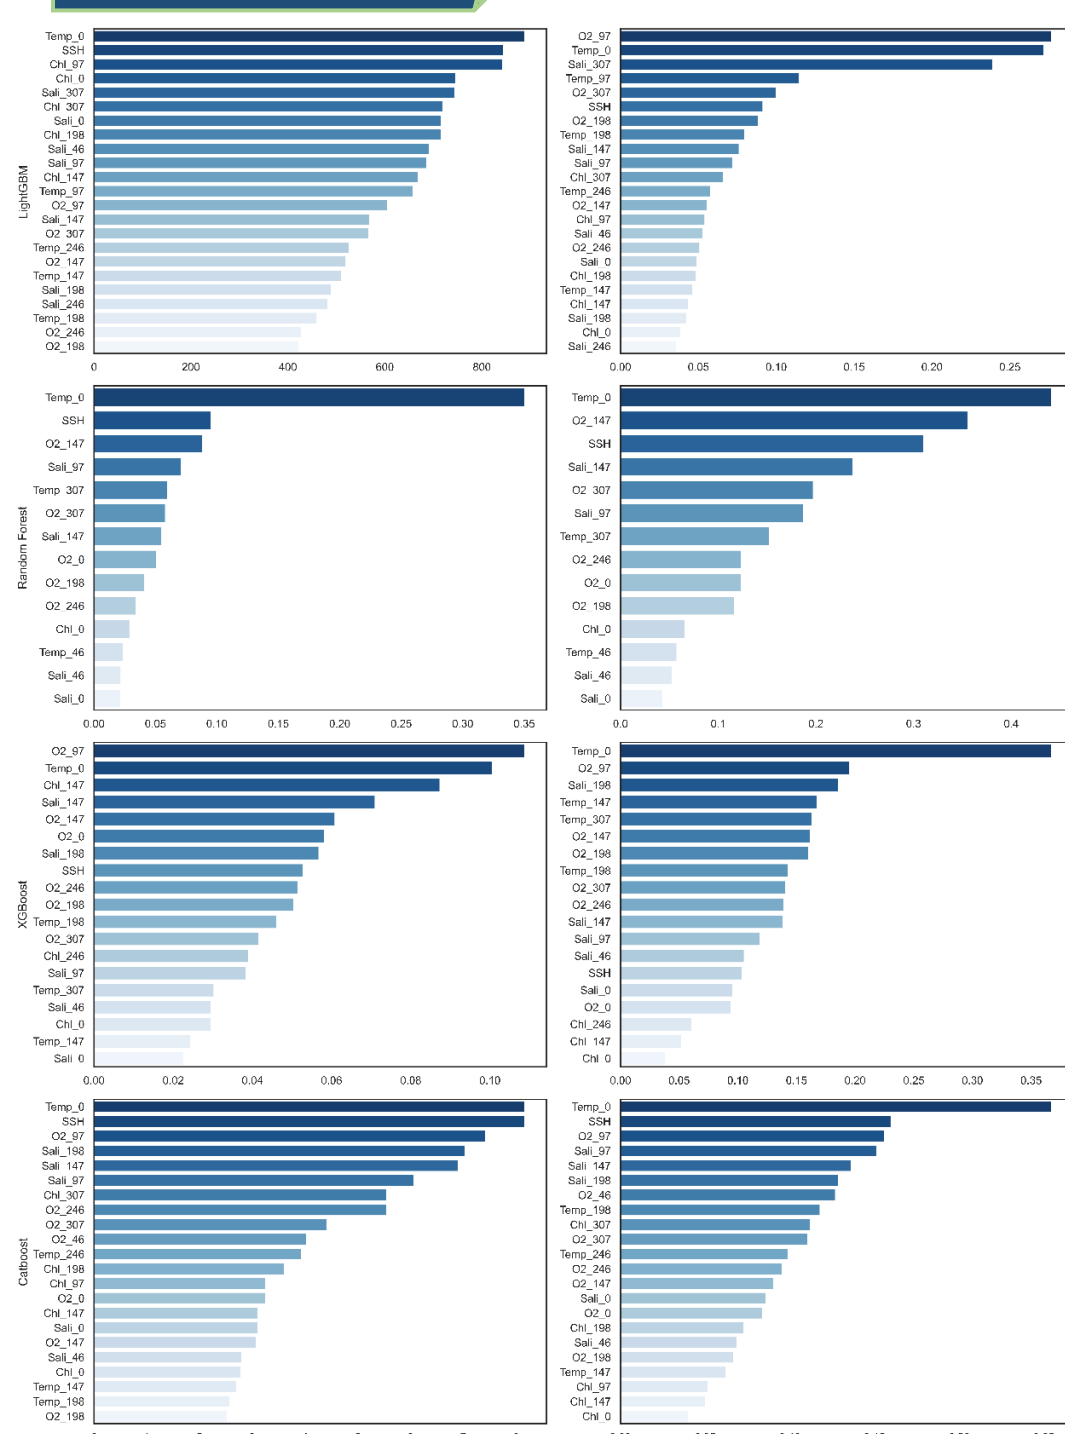 LightGBM
Temp_0
SSH
Chl_97
Chl_0
Sali_307
Chl_307
Sali_0
Chl_198
Sali_46
Sali_97
Chl_147
Temp_97
O2_97
Sali_147
O2_307
Temp_246
O2_147
Temp_147
Sali_198
Sali_246
Temp_198
O2_246
O2_198
0 200 400 600 800
O2_97
Temp_0
Sali_307
Temp_97
O2_307
SSH
O2_198
Temp_198
Sali_147
Sali_97
Chl_307
Temp_246
O2_147
Chl_97
Sali_46
O2_246
Sali_0
Chl_198
Temp_147
Chl_147
Sali_198
Chl_0
Sali_246
0.00 0.05 0.10 0.15 0.20 0.25
Random Forest
Temp_0
SSH
O2_147
Sali_97
Temp_307
O2_307
Sali_147
O2_0
O2_198
O2_246
Chl_0
Temp_46
Sali_46
Sali_0
0.00 0.05 0.10 0.15 0.20 0.25 0.30 0.35
Temp_0
O2_147
SSH
Sali_147
O2_307
Sali_97
Temp_307
O2_246
O2_0
O2_198
Chl_0
Temp_46
Sali_46
Sali_0
0.0 0.1 0.2 0.3 0.4
XGBoost
O2_97
Temp_0
Chl_147
Sali_147
O2_147
O2_0
Sali_198
SSH
O2_246
O2_198
Temp_198
O2_307
Chl_246
Sali_97
Temp_307
Sali_46
Chl_0
Temp_147
Sali_0
0.00 0.02 0.04 0.06 0.08 0.10
Temp_0
O2_97
Sali_198
Temp_147
Temp_307
O2_147
O2_198
Temp_198
O2_307
O2_246
Sali_147
Sali_97
Sali_46
SSH
Sali_0
O2_0
Chl_246
Chl_147
Chl_0
0.00 0.05 0.10 0.15 0.20 0.25 0.30 0.35
Catboost
Temp_0
SSH
O2_97
Sali_198
Sali_147
Sali_97
Chl_307
O2_246
O2_307
O2_46
Temp_246
Chl_198
Chl_97
O2_0
Chl_147
Sali_0
O2_147
Sali_46
Chl_0
Temp_147
Temp_198
O2_198
Temp_0
SSH
O2_97
Sali_97
Sali_147
Sali_198
O2_46
Temp_198
Chl_307
O2_307
Temp_246
O2_246
O2_147
Sali_0
O2_0
Chl_198
Sali_46
O2_198
Temp_147
Chl_97
Chl_147
Chl_0